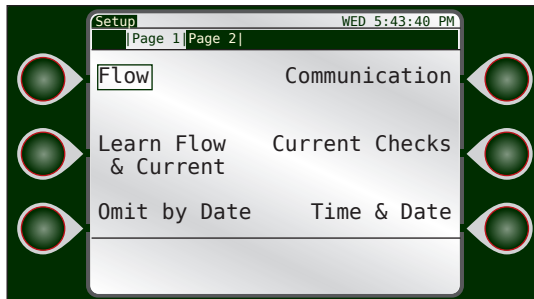 Setup WED 5:43:40 PM
|Page 1|Page 2|
Flow Communication
Learn Flow & Current Current Checks
Omit by Date Time & Date